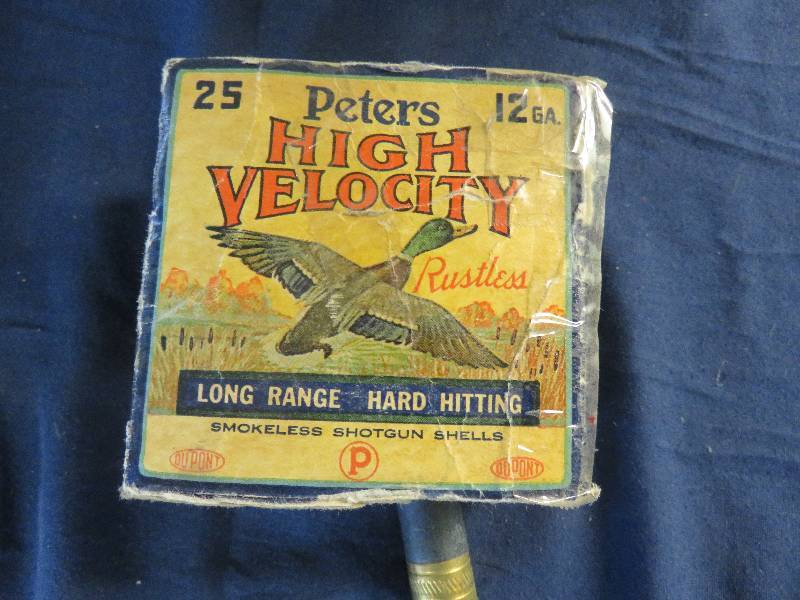 25 Peters 12 GA.
HIGH
VELOCITY
Rustless
LONG RANGE HARD HITTING
SMOKELESS SHOTGUN SHELLS
DU PONT P DU PONT